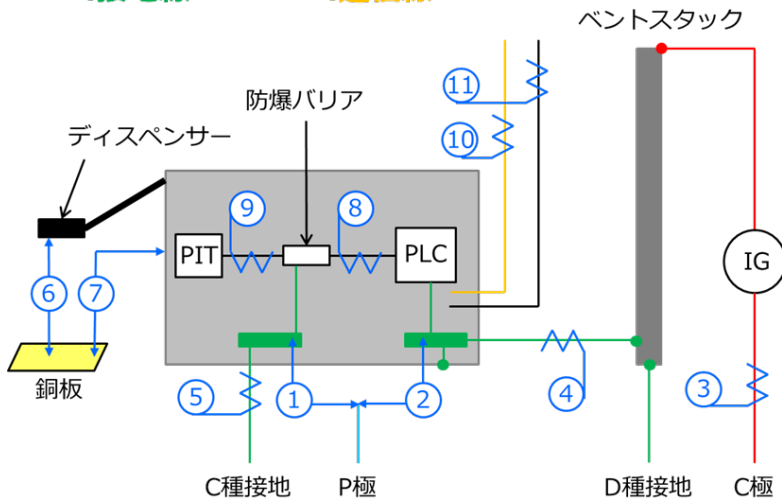 ベントスタック
防爆バリア
ディスペンサー
⑪
⑩
⑨
⑧
PIT
PLC
IG
⑥
⑦
銅板
⑤
①
②
④
③
C種接地
P極
D種接地
C極